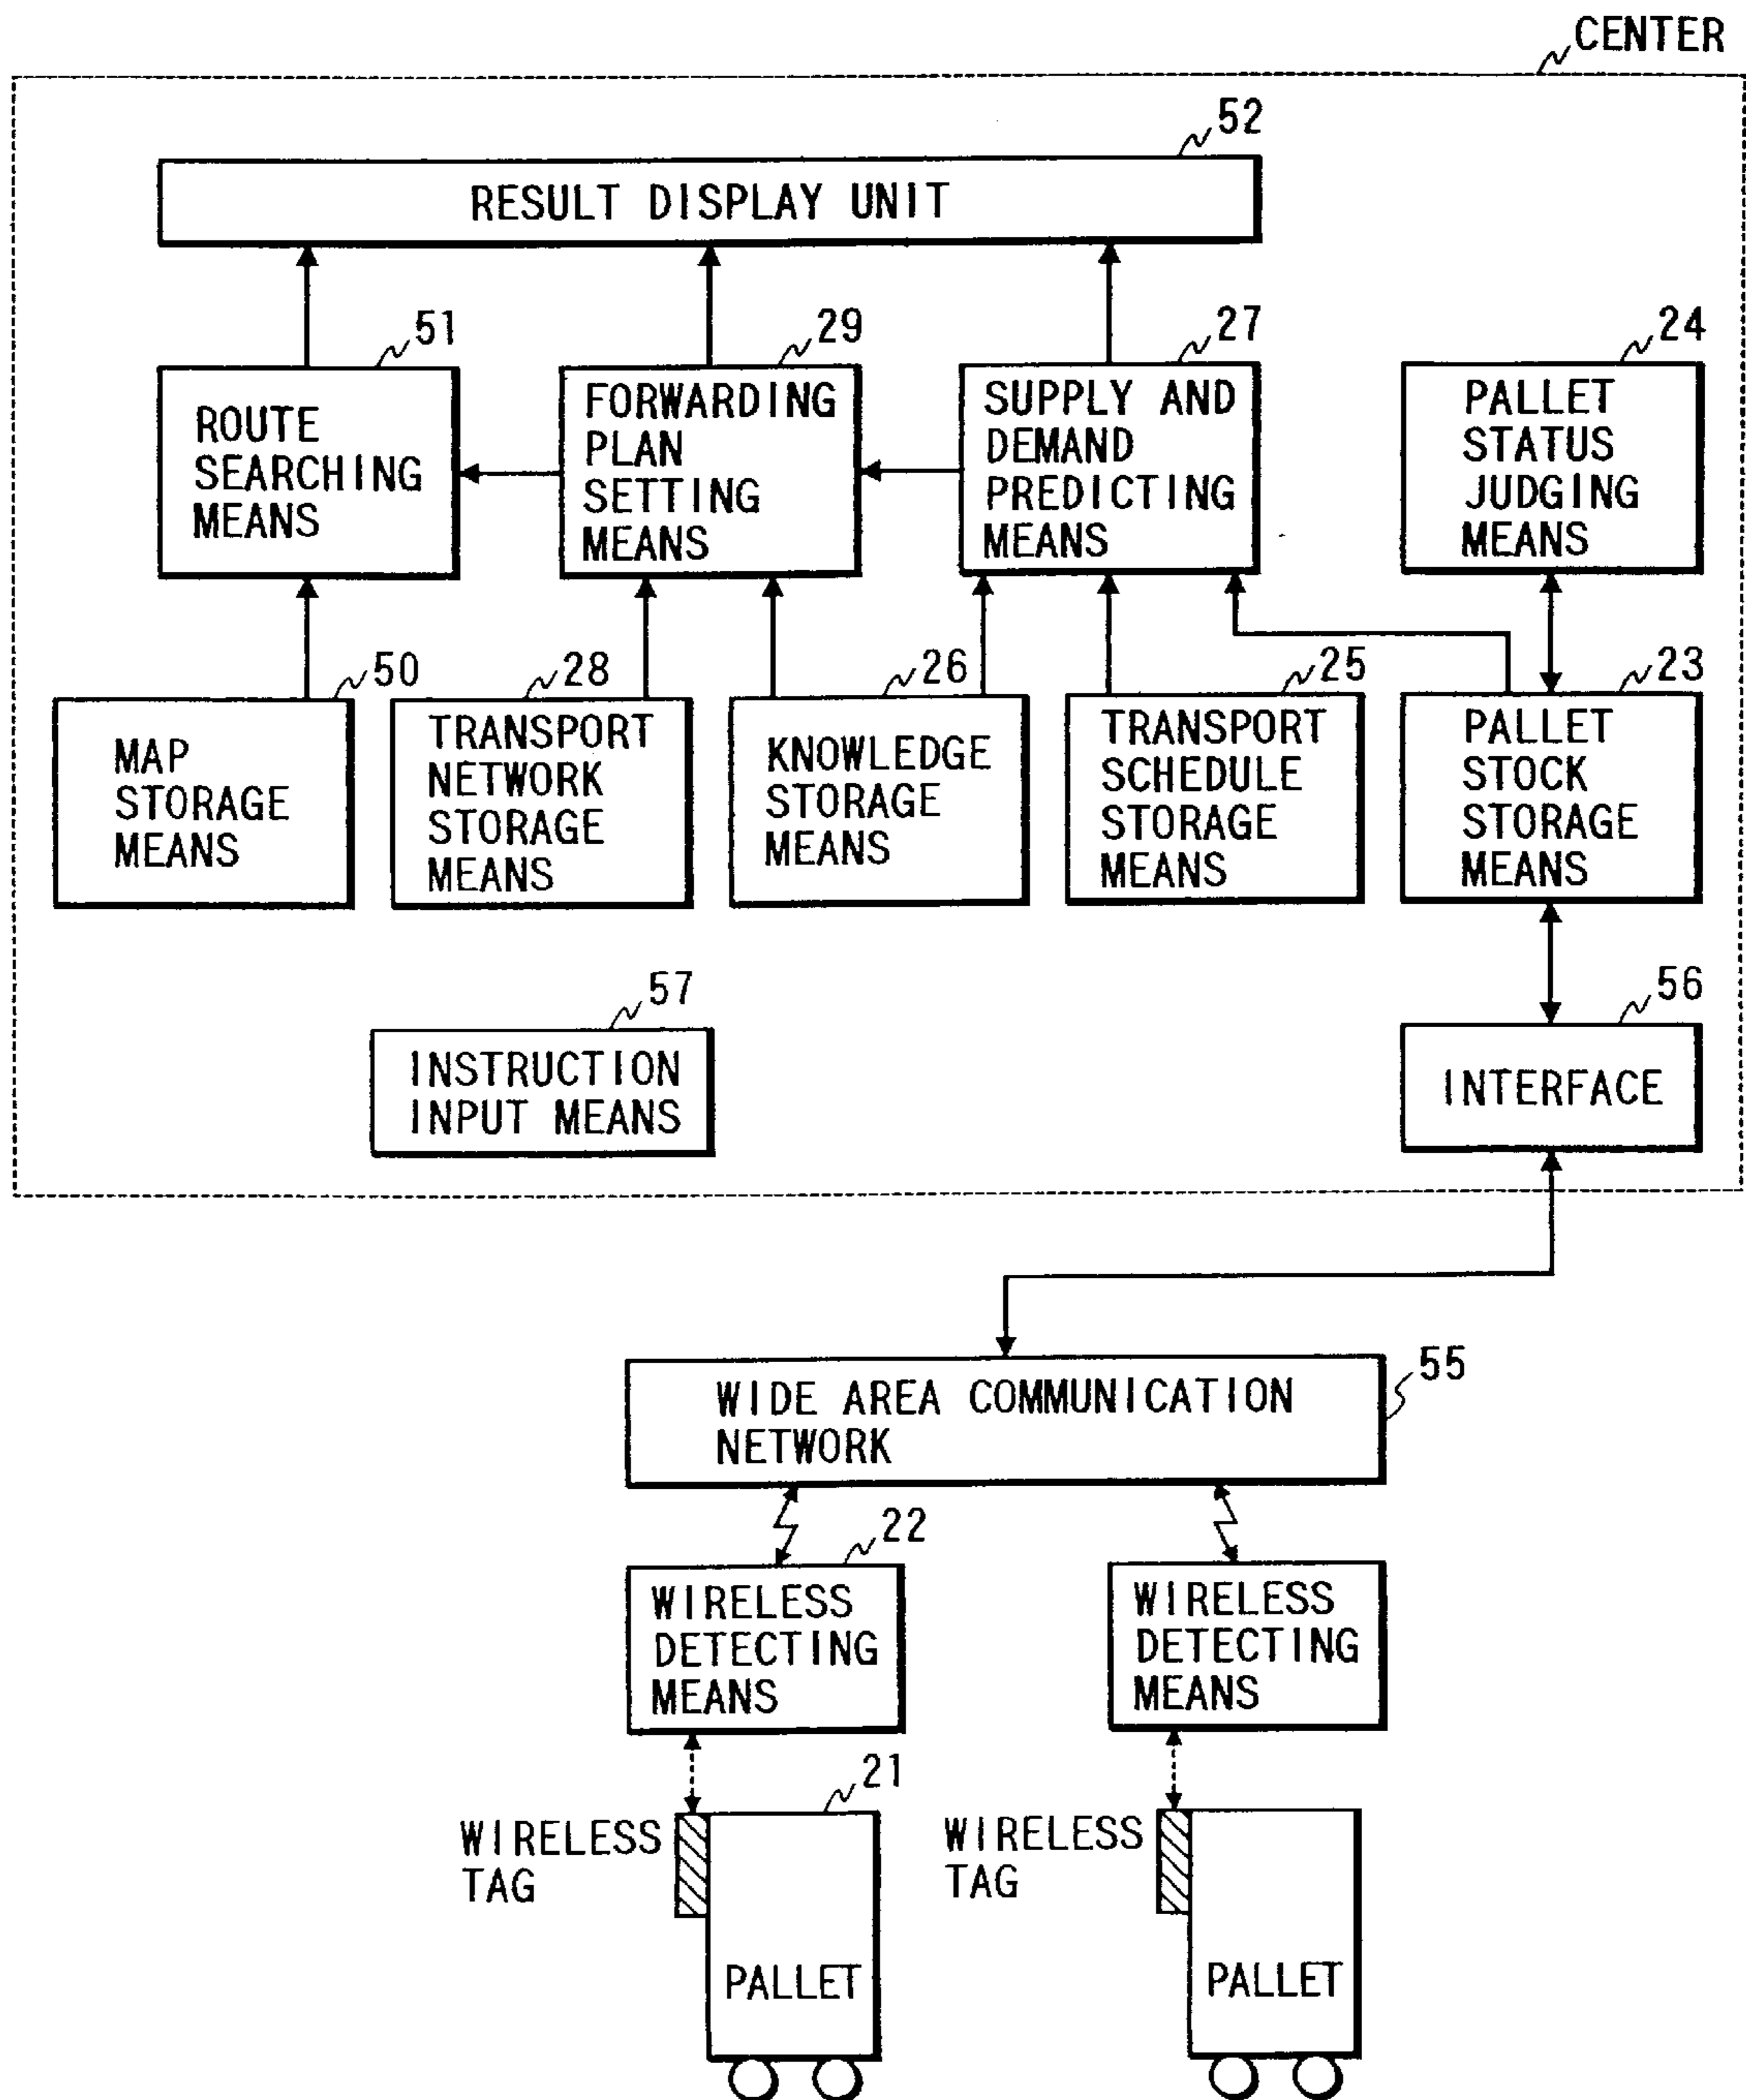 CENTER
52
RESULT DISPLAY UNIT
51
ROUTE
SEARCHING
MEANS
29
FORWARDING
PLAN
SETTING
MEANS
27
SUPPLY AND
DEMAND
PREDICTING
MEANS
24
PALLET
STATUS
JUDGING
MEANS
50
MAP
STORAGE
MEANS
28
TRANSPORT
NETWORK
STORAGE
MEANS
26
KNOWLEDGE
STORAGE
MEANS
25
TRANSPORT
SCHEDULE
STORAGE
MEANS
23
PALLET
STOCK
STORAGE
MEANS
57
INSTRUCTION
INPUT MEANS
56
INTERFACE
55
WIDE AREA COMMUNICATION
NETWORK
22
WIRELESS
DETECTING
MEANS
WIRELESS
DETECTING
MEANS
21
WIRELESS
TAG
PALLET
WIRELESS
TAG
PALLET